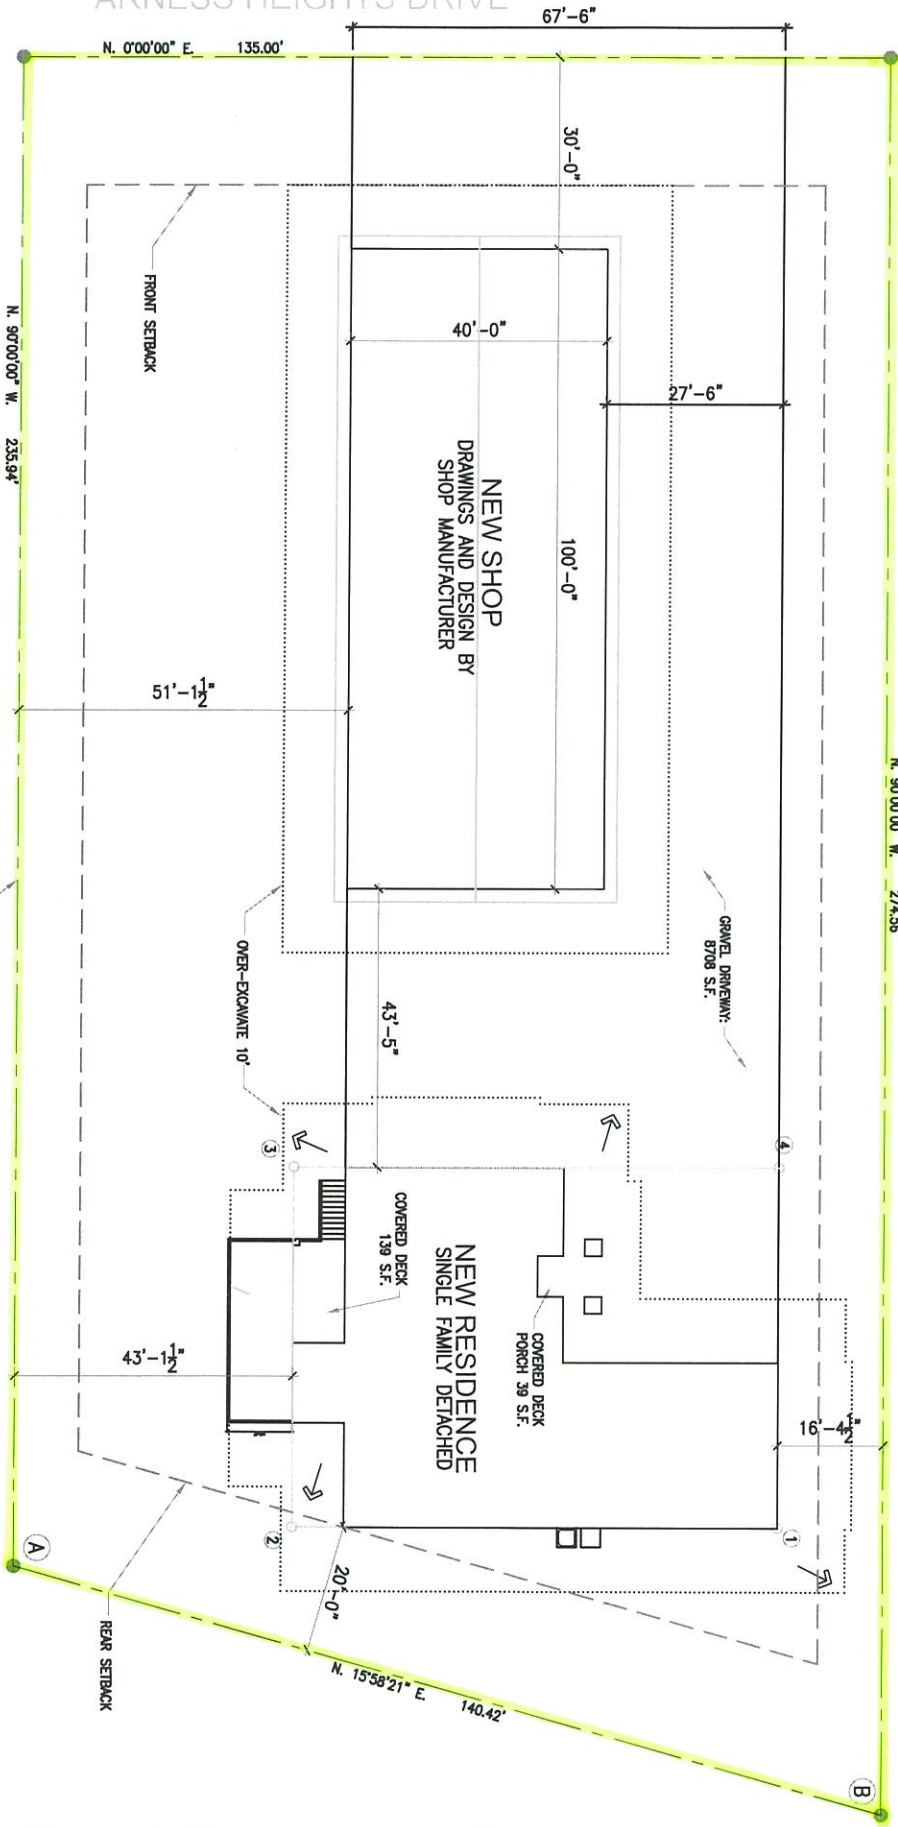 ARNESS HEIGHTS DRIVE
67'-6"
N. 0°00'00" E. 135.00'
30'-0"
FRONT SETBACK
N. 90°00'00" W. 235.94'
40'-0"
27'-6"
NEW SHOP
DRAWINGS AND DESIGN BY
SHOP MANUFACTURER
100'-0"
51'-1½"
N. 90°00'00" W. 274.56
GRAVEL DRIVEWAY:
8708 S.F.
OVER-EXCAVATE 10'
43'-5"
3
4
COVERED DECK
139 S.F.
NEW RESIDENCE
SINGLE FAMILY DETACHED
COVERED DECK
PORCH 39 S.F.
43'-1½"
16'-4½"
2
1
A
20'-0"
REAR SETBACK
N. 15°58'21" E. 140.42'
B